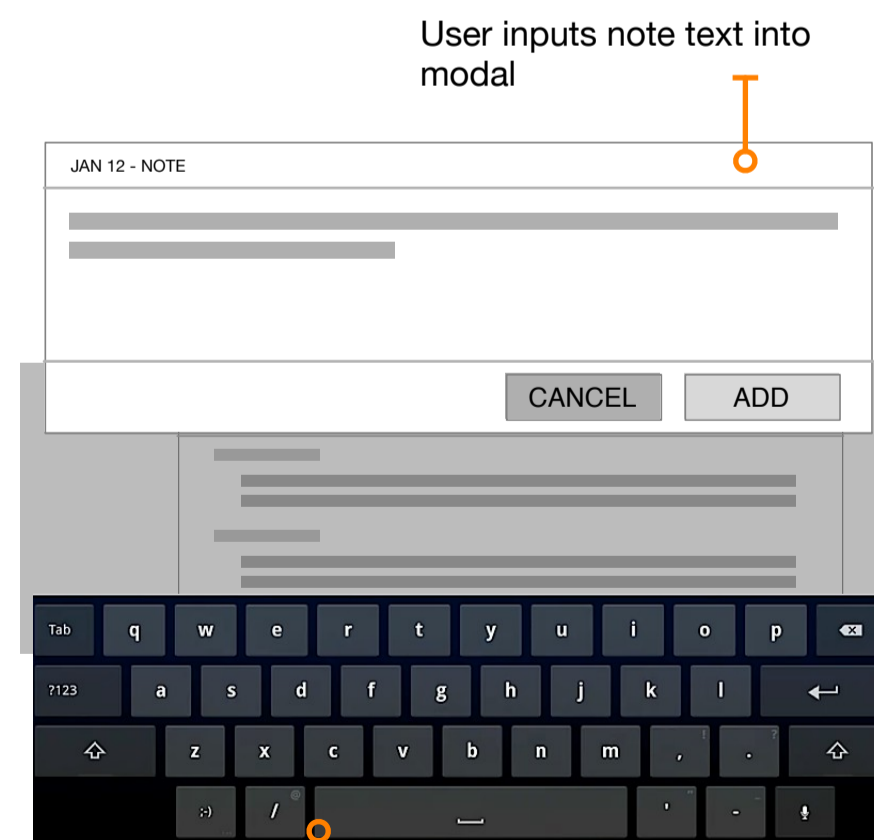 User inputs note text into
modal
JAN 12 - NOTE
CANCEL ADD
Tab q w e r t y u i o p
?123 a s d f g h j k l
z x c v b n m , ! . ?
:-) / @ ' " - _